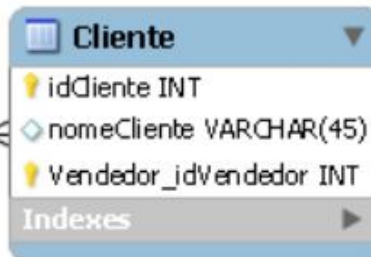 Cliente
idCliente INT
nomeCliente VARCHAR(45)
Vendedor_idVendedor INT
Indexes